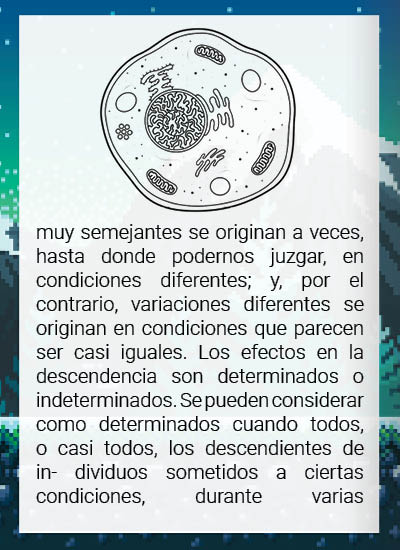 muy semejantes se originan a veces,
hasta donde podernos juzgar, en
condiciones diferentes; y, por el
contrario, variaciones diferentes se
originan en condiciones que parecen
ser casi iguales. Los efectos en la
descendencia son determinados o
indeterminados. Se pueden considerar
como determinados cuando todos,
o casi todos, los descendientes de
in- dividuos sometidos a ciertas
condiciones, durante varias